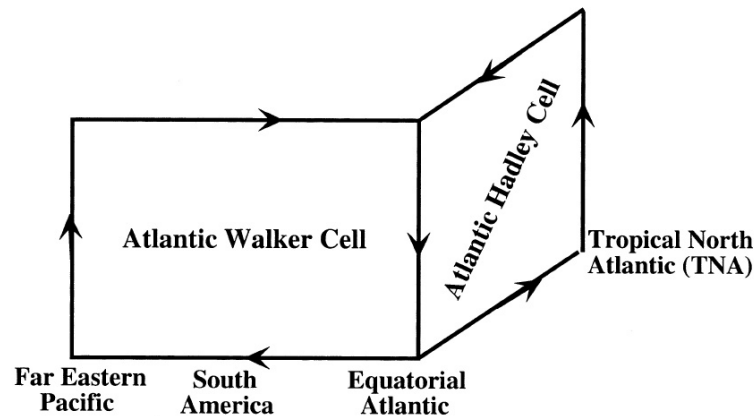 Atlantic Walker Cell
Atlantic Hadley Cell
Tropical North
Atlantic (TNA)
Far Eastern
Pacific
South
America
Equatorial
Atlantic